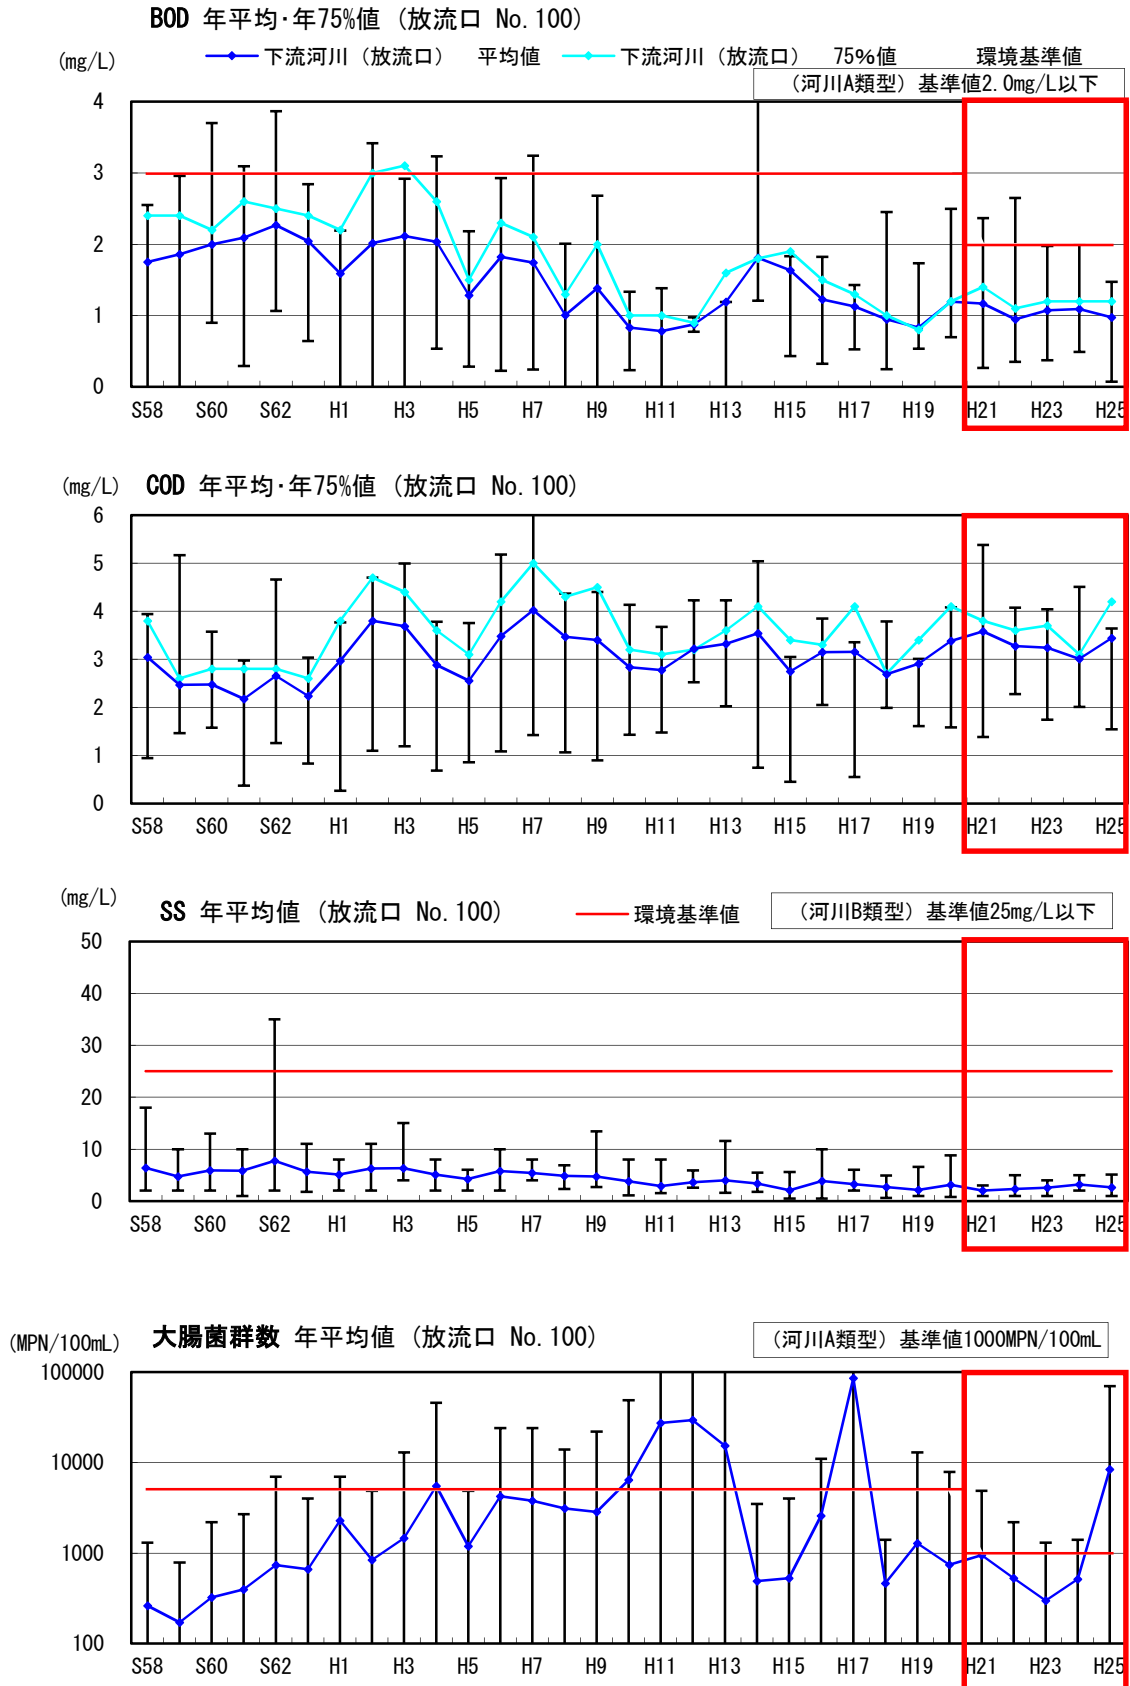 BOD 年平均･年75%値 (放流口 No.100)
(mg/L)
下流河川 (放流口) 平均値 下流河川 (放流口) 75%値 環境基準値
(河川A類型) 基準値2.0mg/L以下
4
3
2
1
0
S58 S60 S62 H1 H3 H5 H7 H9 H11 H13 H15 H17 H19 H21 H23 H25
(mg/L) COD 年平均･年75%値 (放流口 No.100)
6
5
4
3
2
1
0
S58 S60 S62 H1 H3 H5 H7 H9 H11 H13 H15 H17 H19 H21 H23 H25
(mg/L)
SS 年平均値 (放流口 No.100) 環境基準値 (河川B類型) 基準値25mg/L以下
50
40
30
20
10
0
S58 S60 S62 H1 H3 H5 H7 H9 H11 H13 H15 H17 H19 H21 H23 H25
(MPN/100mL) 大腸菌群数 年平均値 (放流口 No.100) (河川A類型) 基準値1000MPN/100mL
100000
10000
1000
100
S58 S60 S62 H1 H3 H5 H7 H9 H11 H13 H15 H17 H19 H21 H23 H25